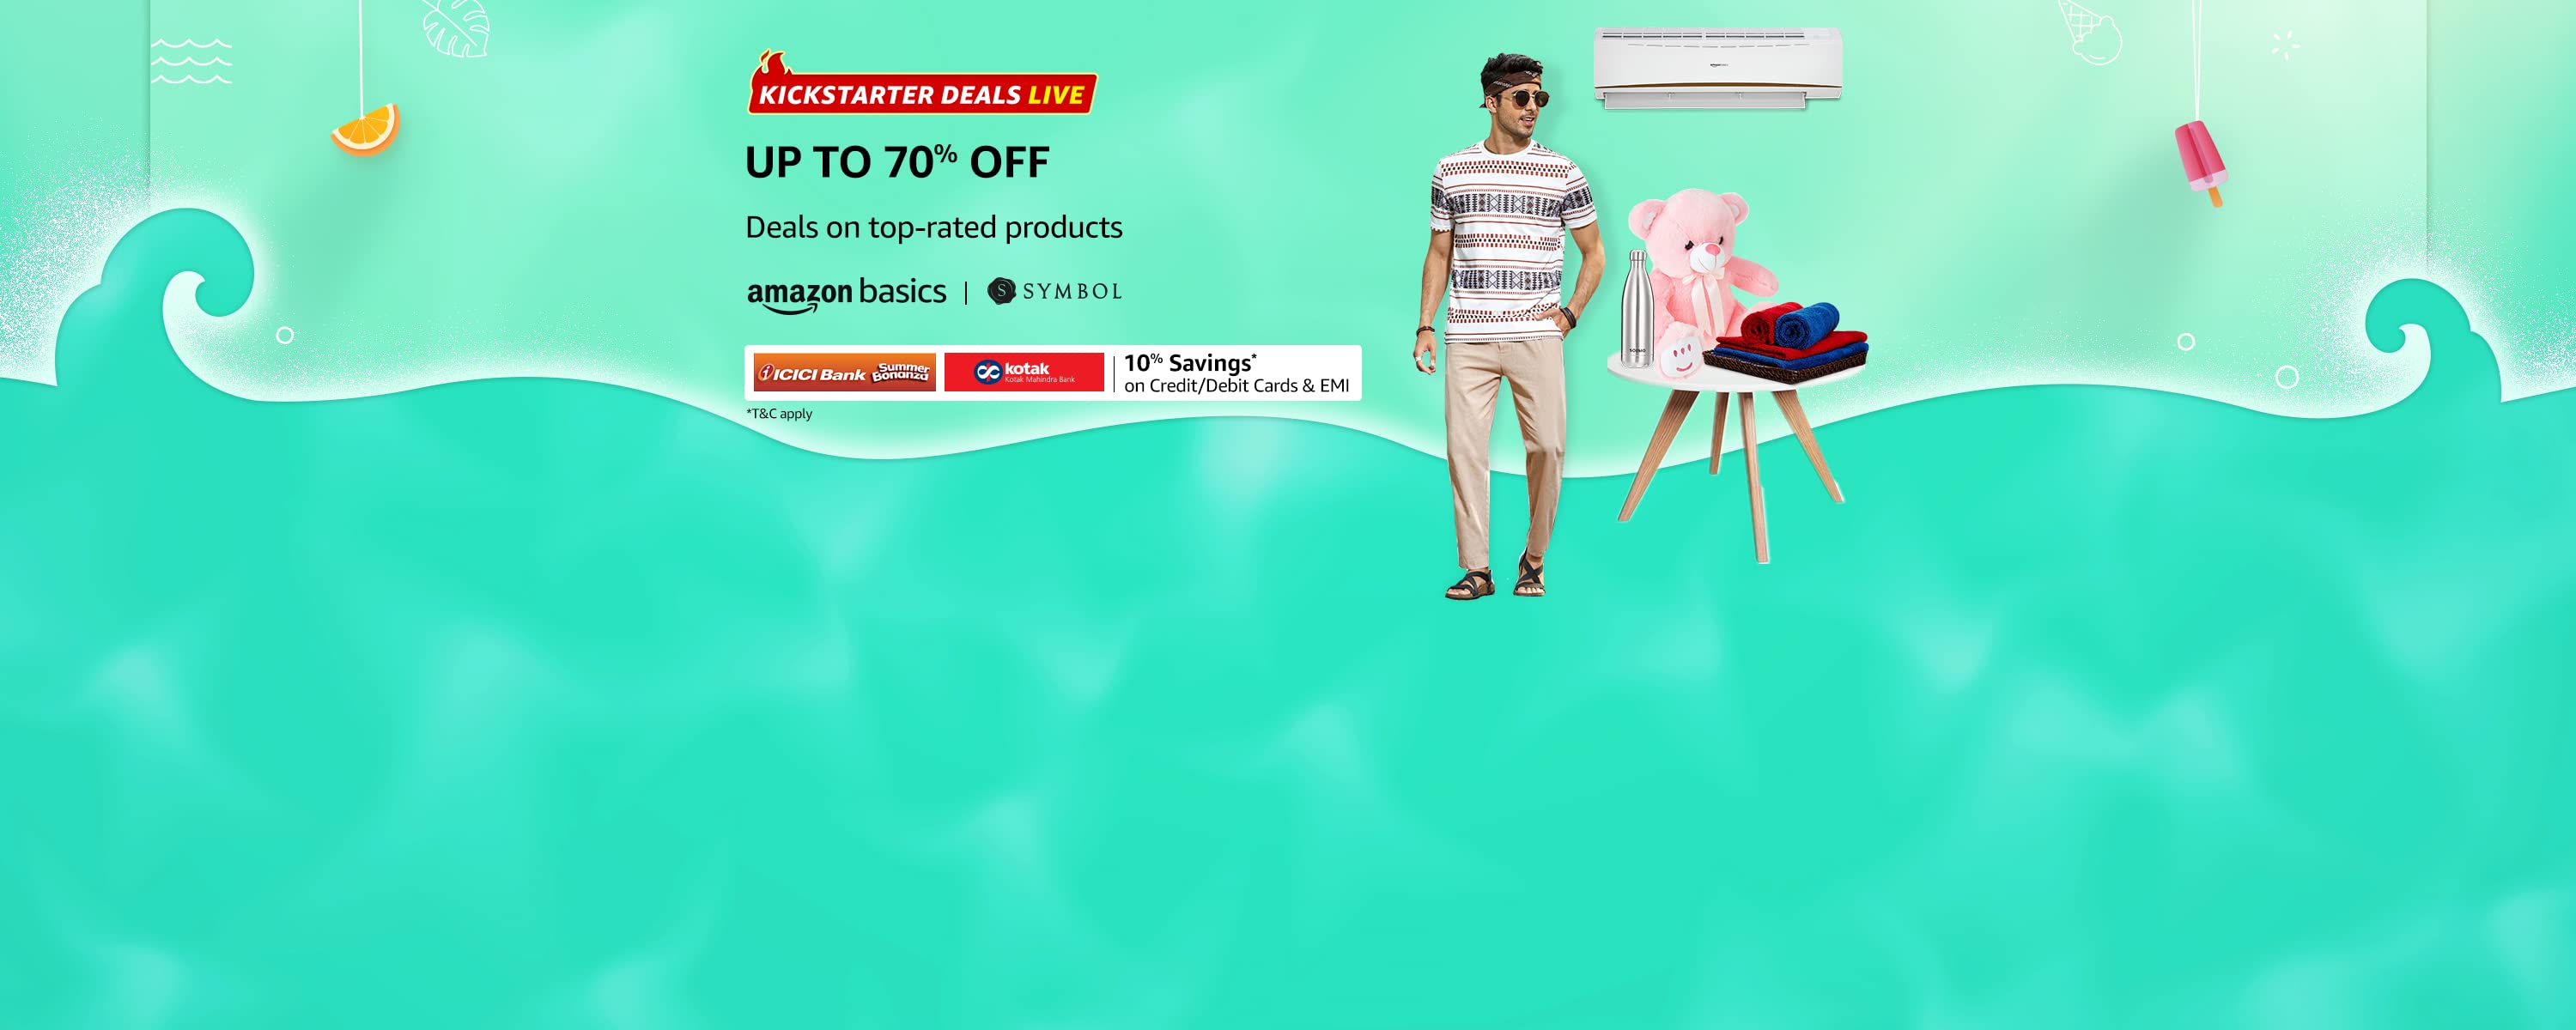 KICKSTARTER DEALS LIVE
UP TO 70% OFF
Deals on top-rated products
amazon basics | S SYMBOL
ICICI Bank Summer Bonanza
kotak
Kotak Mahindra Bank
10% Savings*
on Credit/Debit Cards & EMI
*T&C apply